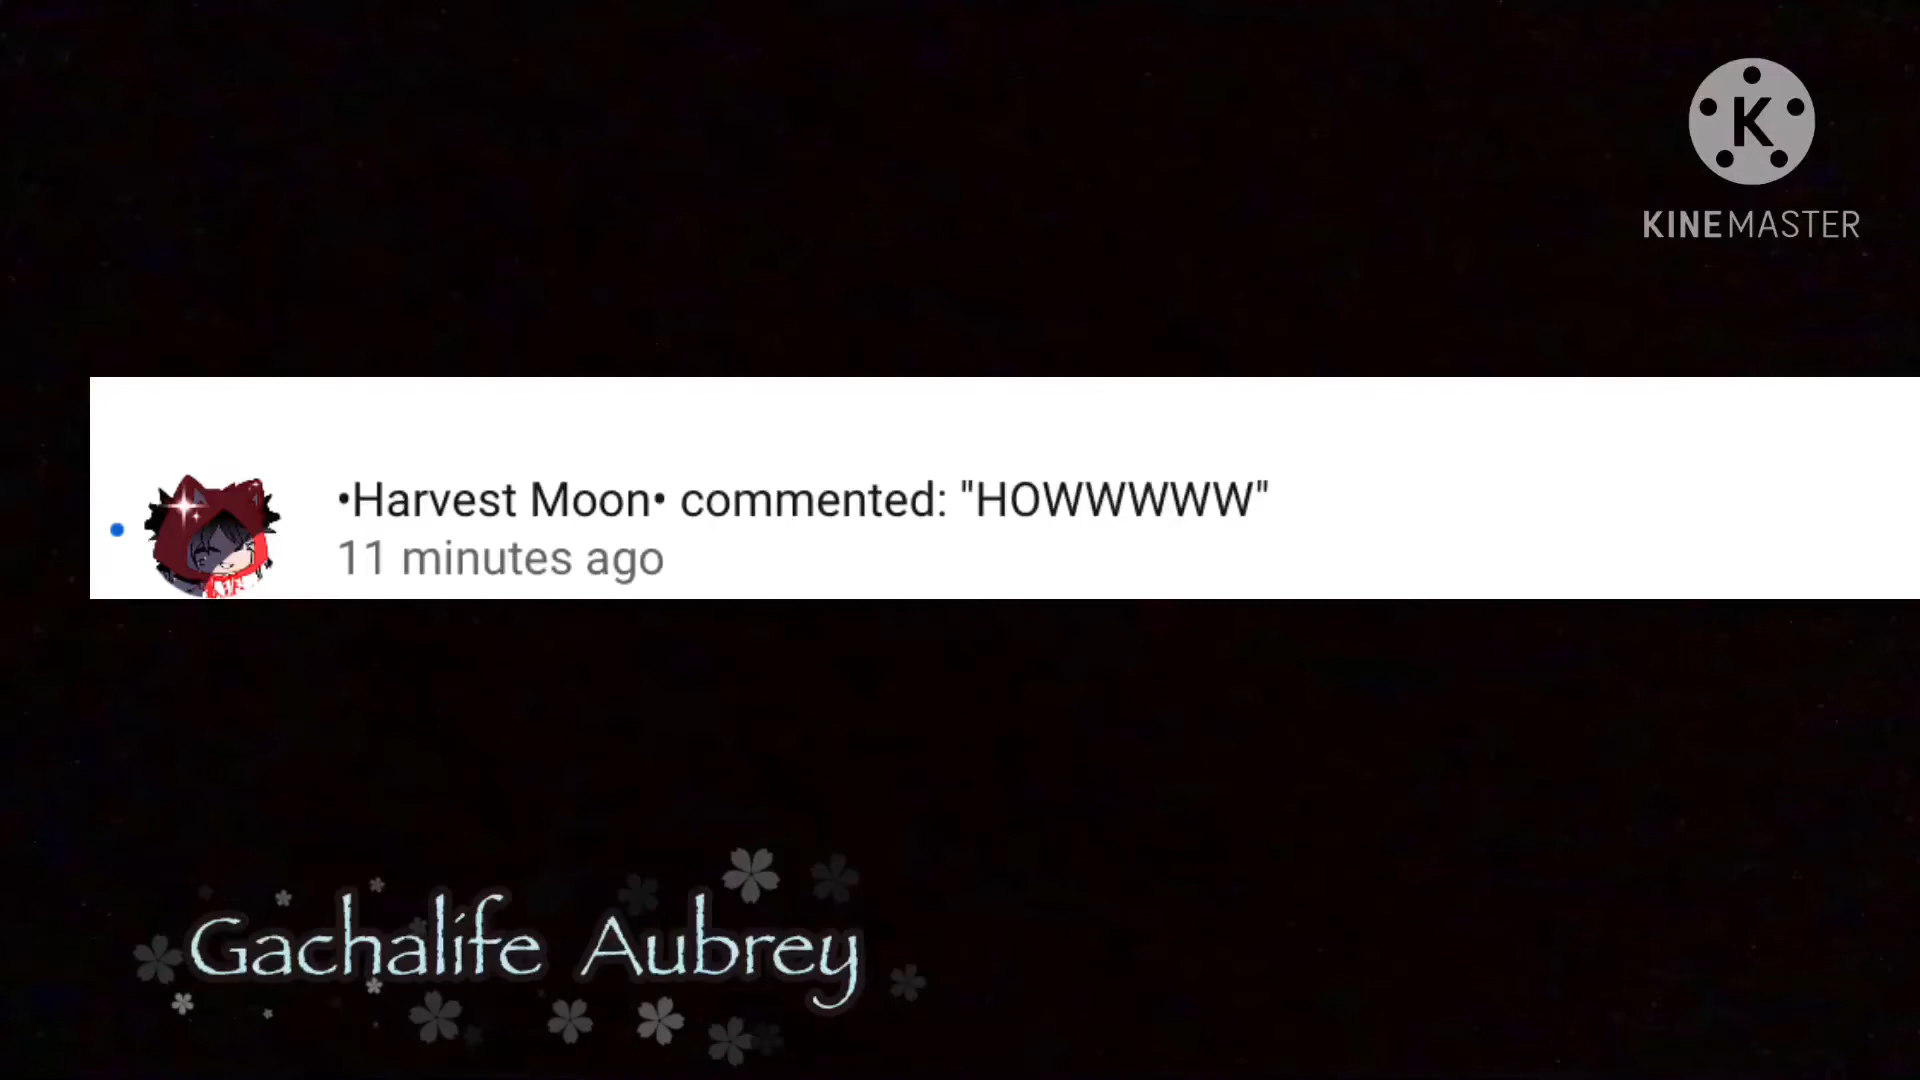 K
KINEMASTER
•Harvest Moon• commented: "HOWWWWW"
11 minutes ago
Gachalife Aubrey